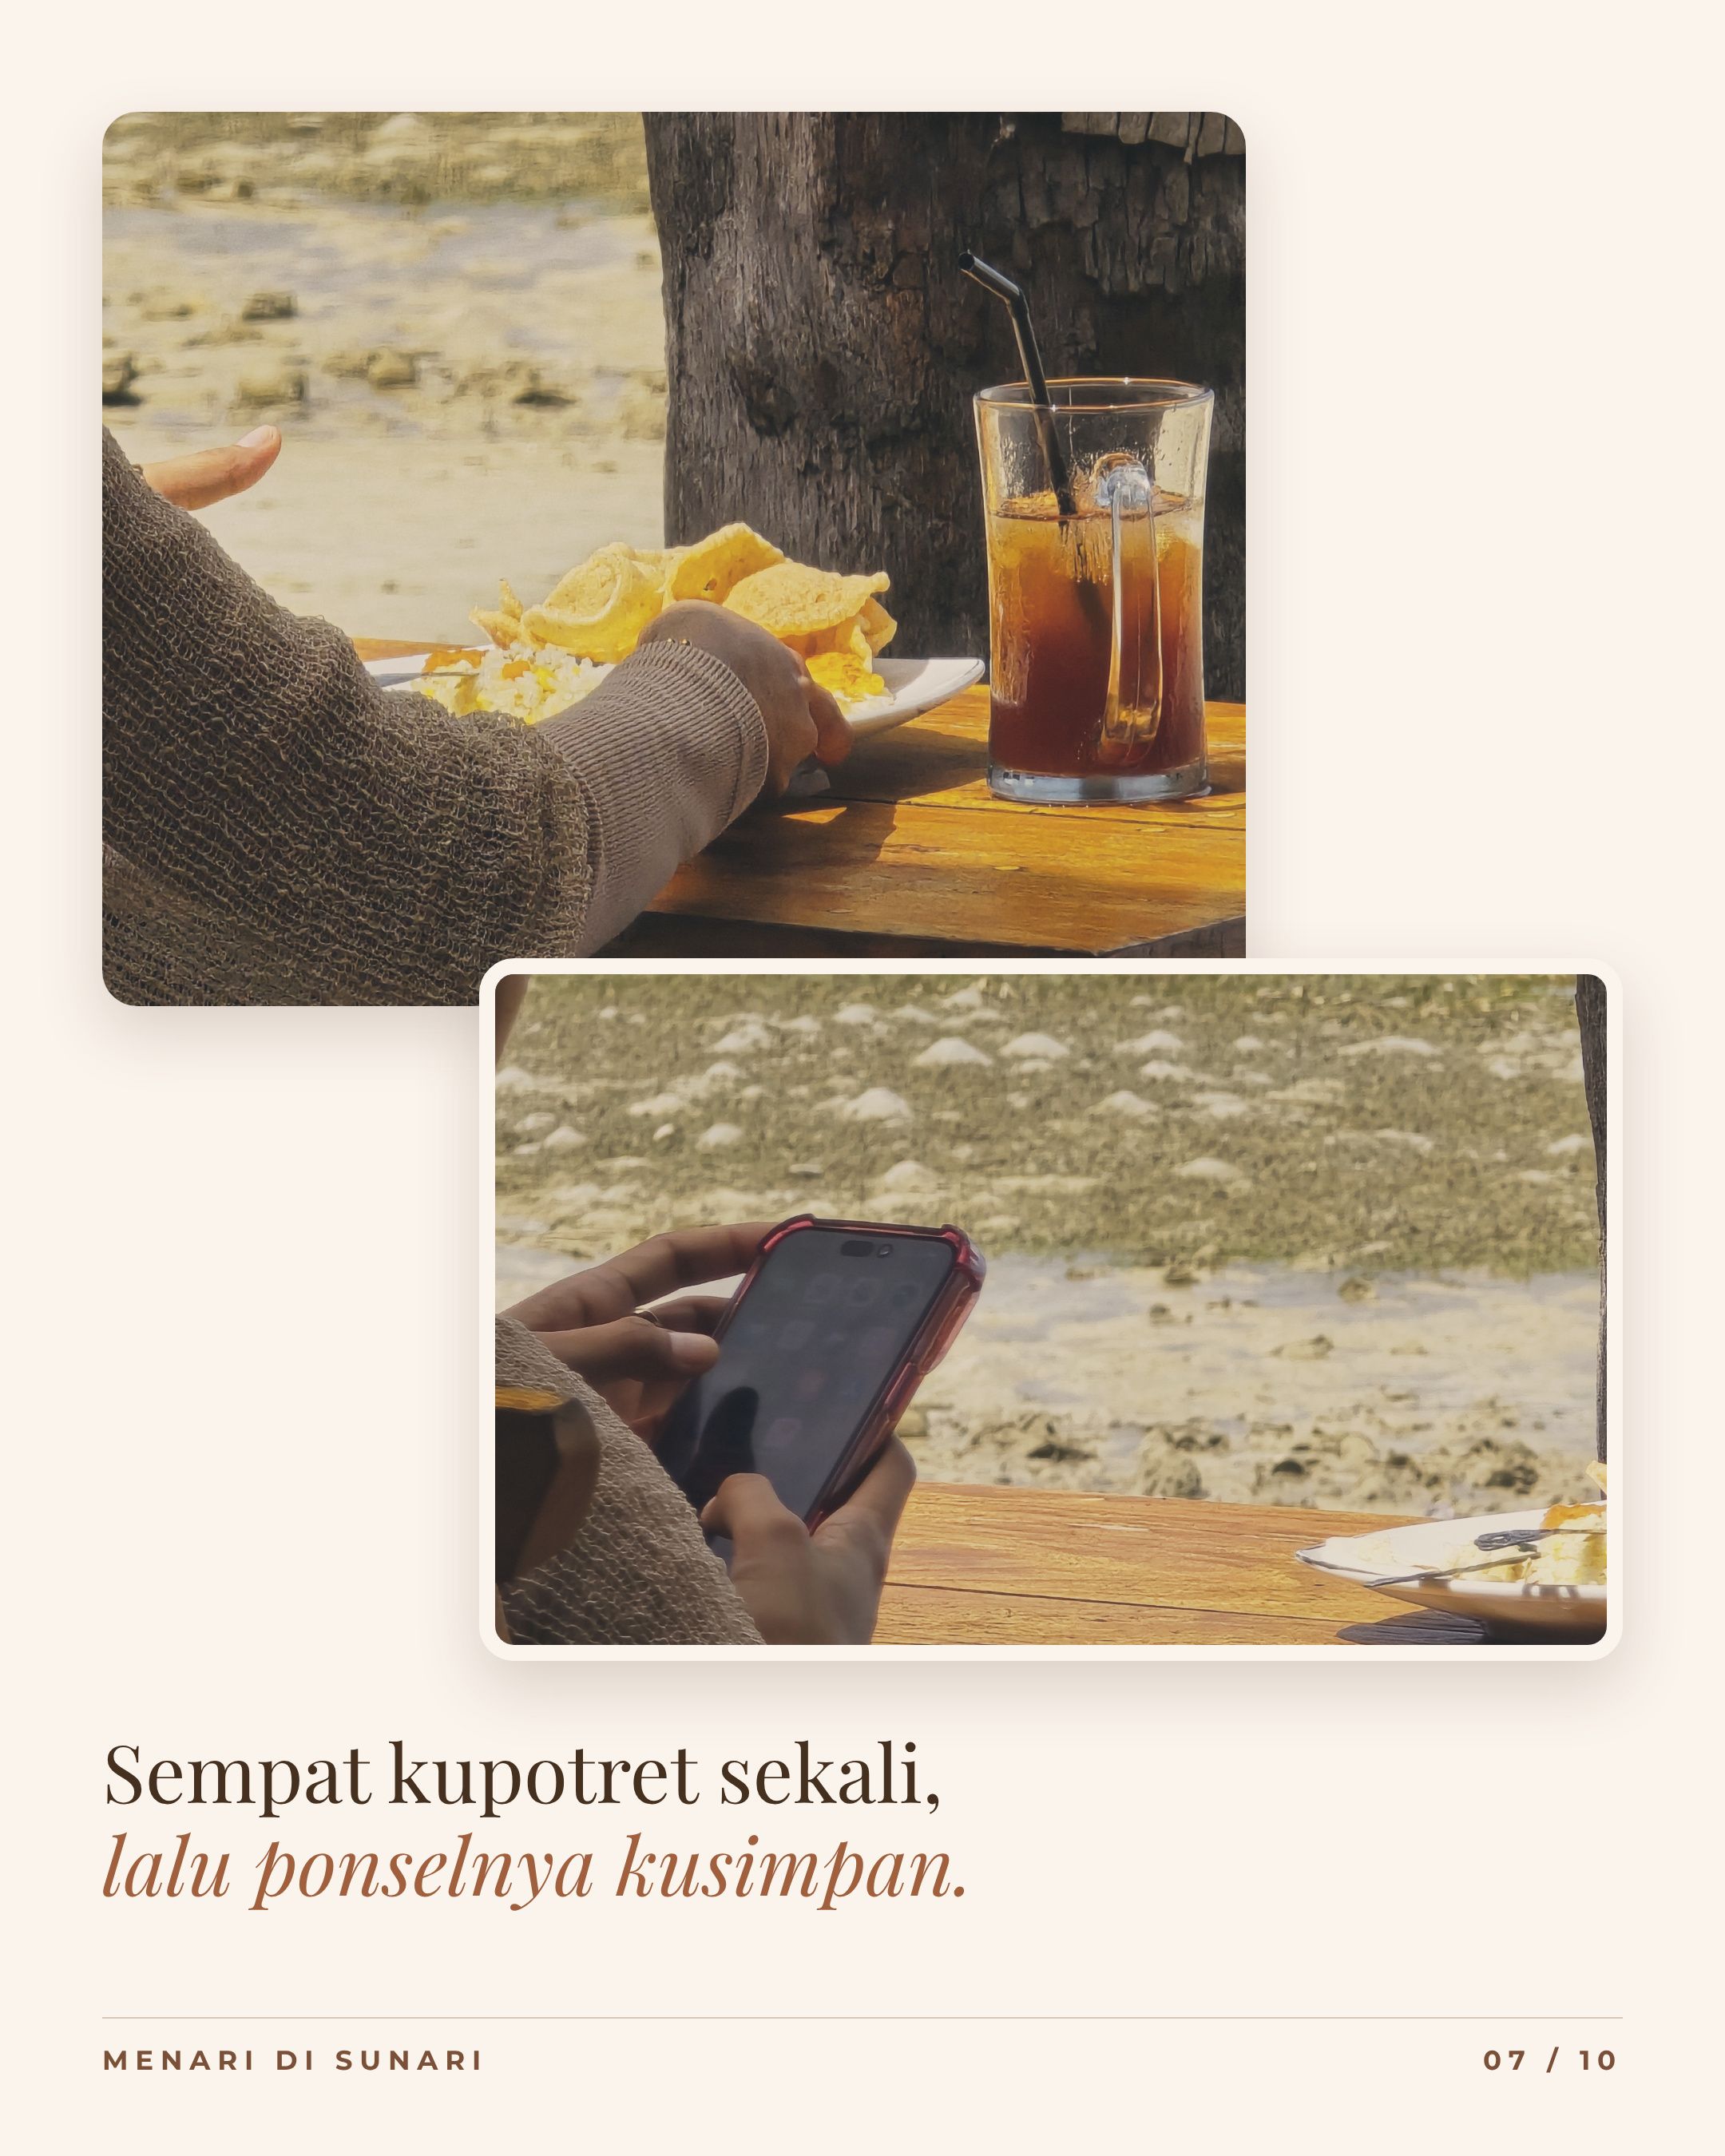 Sempat kupotret sekali,
lalu ponselnya kusimpan.
MENARI DI SUNARI
07 / 10